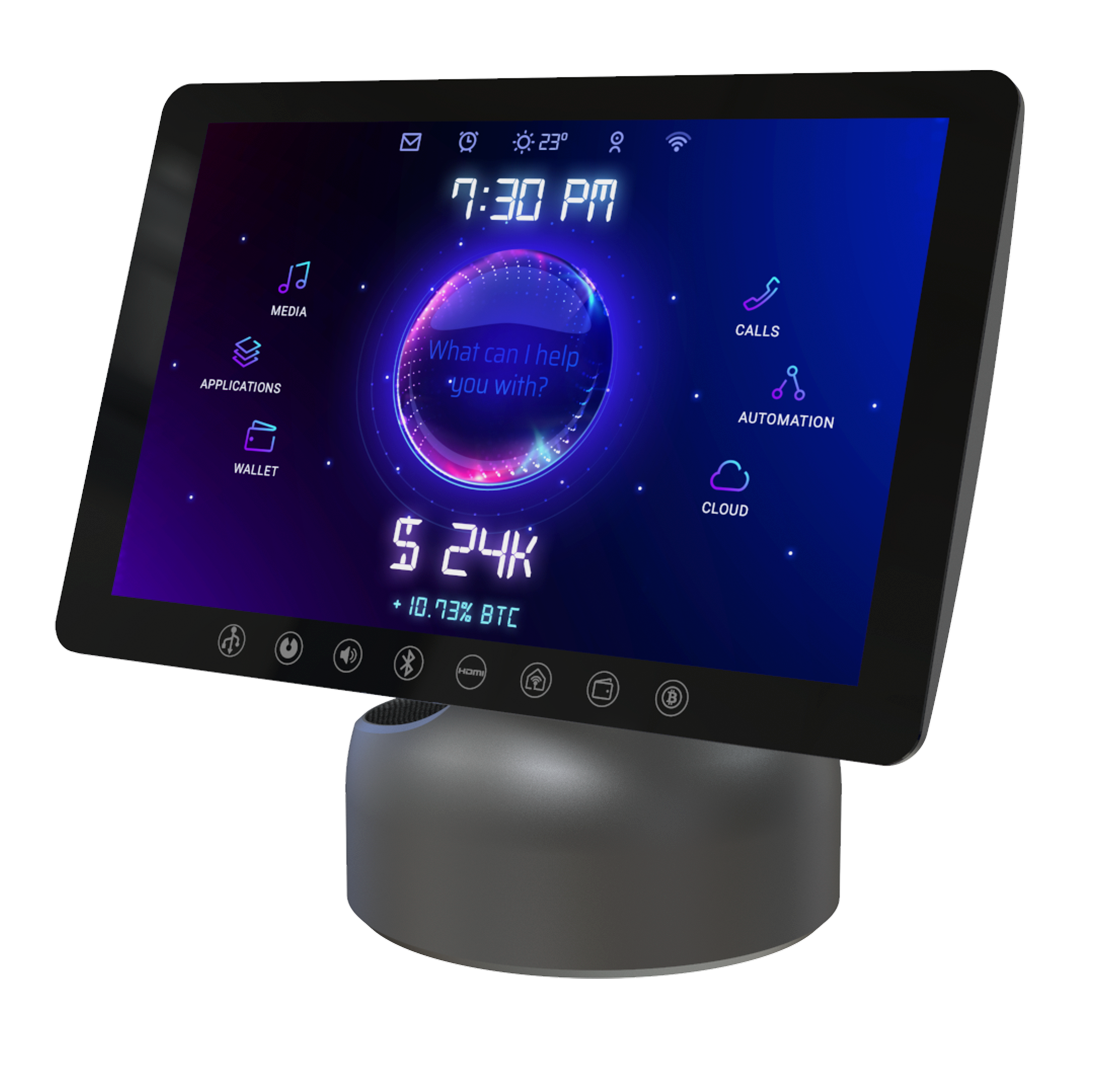 23°
7:30 PM
MEDIA
What can I help
you with?
CALLS
APPLICATIONS
AUTOMATION
WALLET
CLOUD
$ 24K
+ 10.73% BTC
HDMI